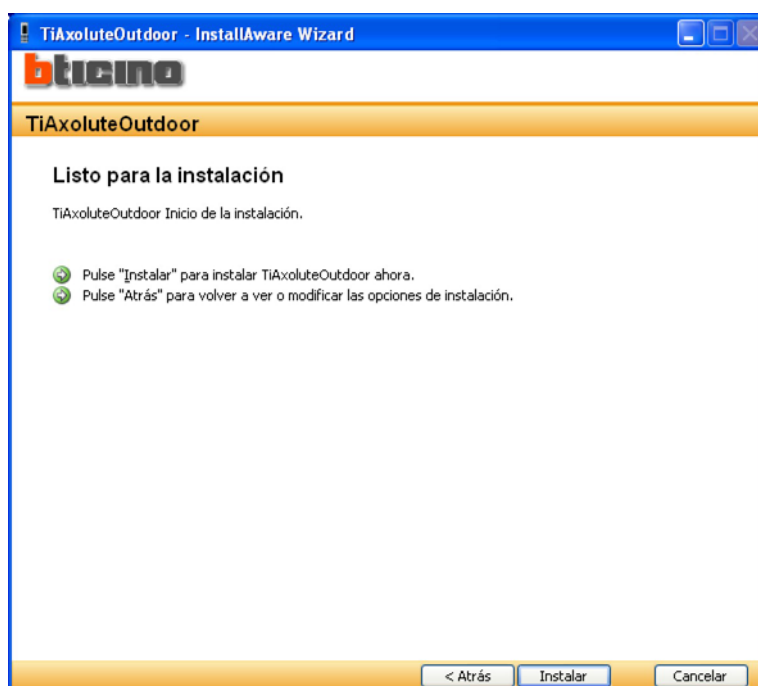 TiAxoluteOutdoor - InstallAware Wizard
bticino
TiAxoluteOutdoor
Listo para la instalación
TiAxoluteOutdoor Inicio de la instalación.
Pulse "Instalar" para instalar TiAxoluteOutdoor ahora.
Pulse "Atrás" para volver a ver o modificar las opciones de instalación.
< Atrás Instalar Cancelar